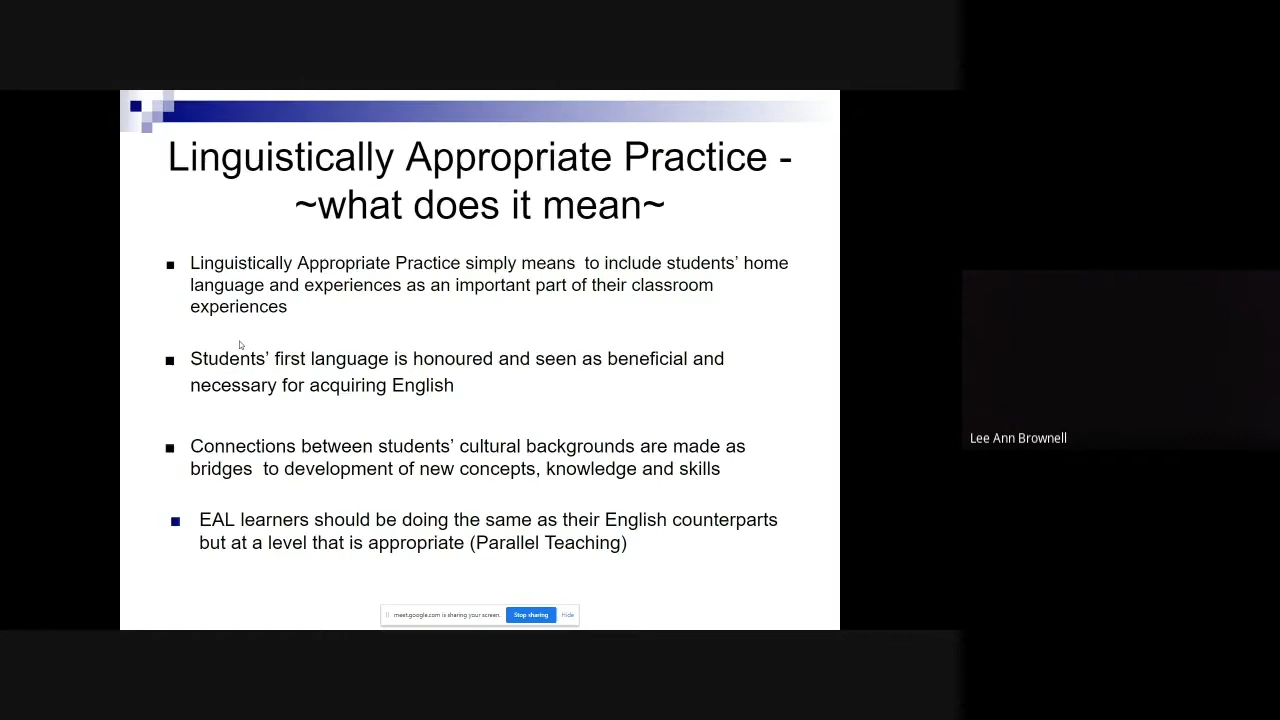 Linguistically Appropriate Practice -
~what does it mean~
■ Linguistically Appropriate Practice simply means  to include students’ home
language and experiences as an important part of their classroom
experiences
■ Students’ first language is honoured and seen as beneficial and
necessary for acquiring English
■ Connections between students’ cultural backgrounds are made as
bridges  to development of new concepts, knowledge and skills
■ EAL learners should be doing the same as their English counterparts
but at a level that is appropriate (Parallel Teaching)
meet.google.com is sharing your screen. Stop sharing Hide
Lee Ann Brownell